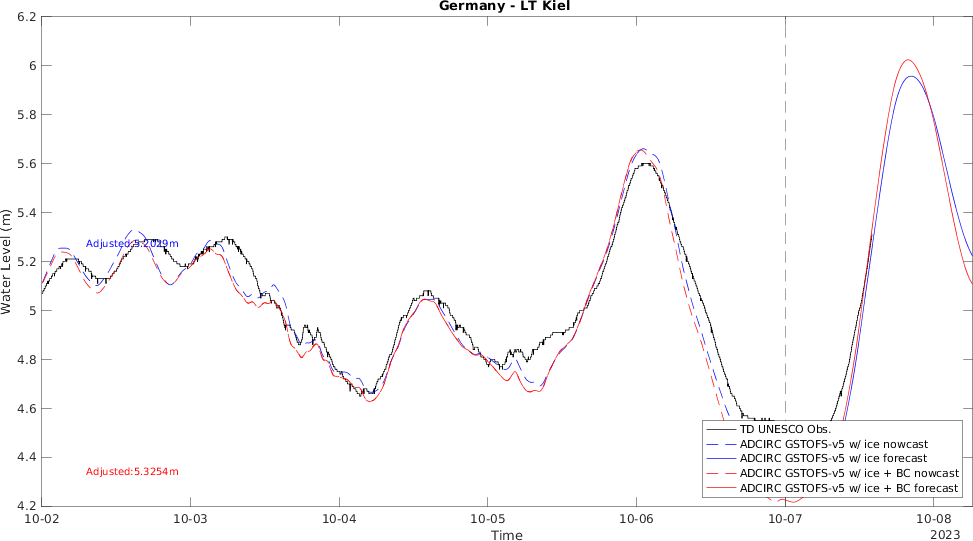 Germany - LT Kiel
6.2
6
5.8
5.6
5.4
5.2
5
4.8
4.6
4.4
4.2
Water Level (m)
Adjusted:5.2029m
Adjusted:5.3254m
TD UNESCO Obs.
ADCIRC GSTOFS-v5 w/ ice nowcast
ADCIRC GSTOFS-v5 w/ ice forecast
ADCIRC GSTOFS-v5 w/ ice + BC nowcast
ADCIRC GSTOFS-v5 w/ ice + BC forecast
10-02 10-03 10-04 10-05 10-06 10-07 10-08
Time
2023